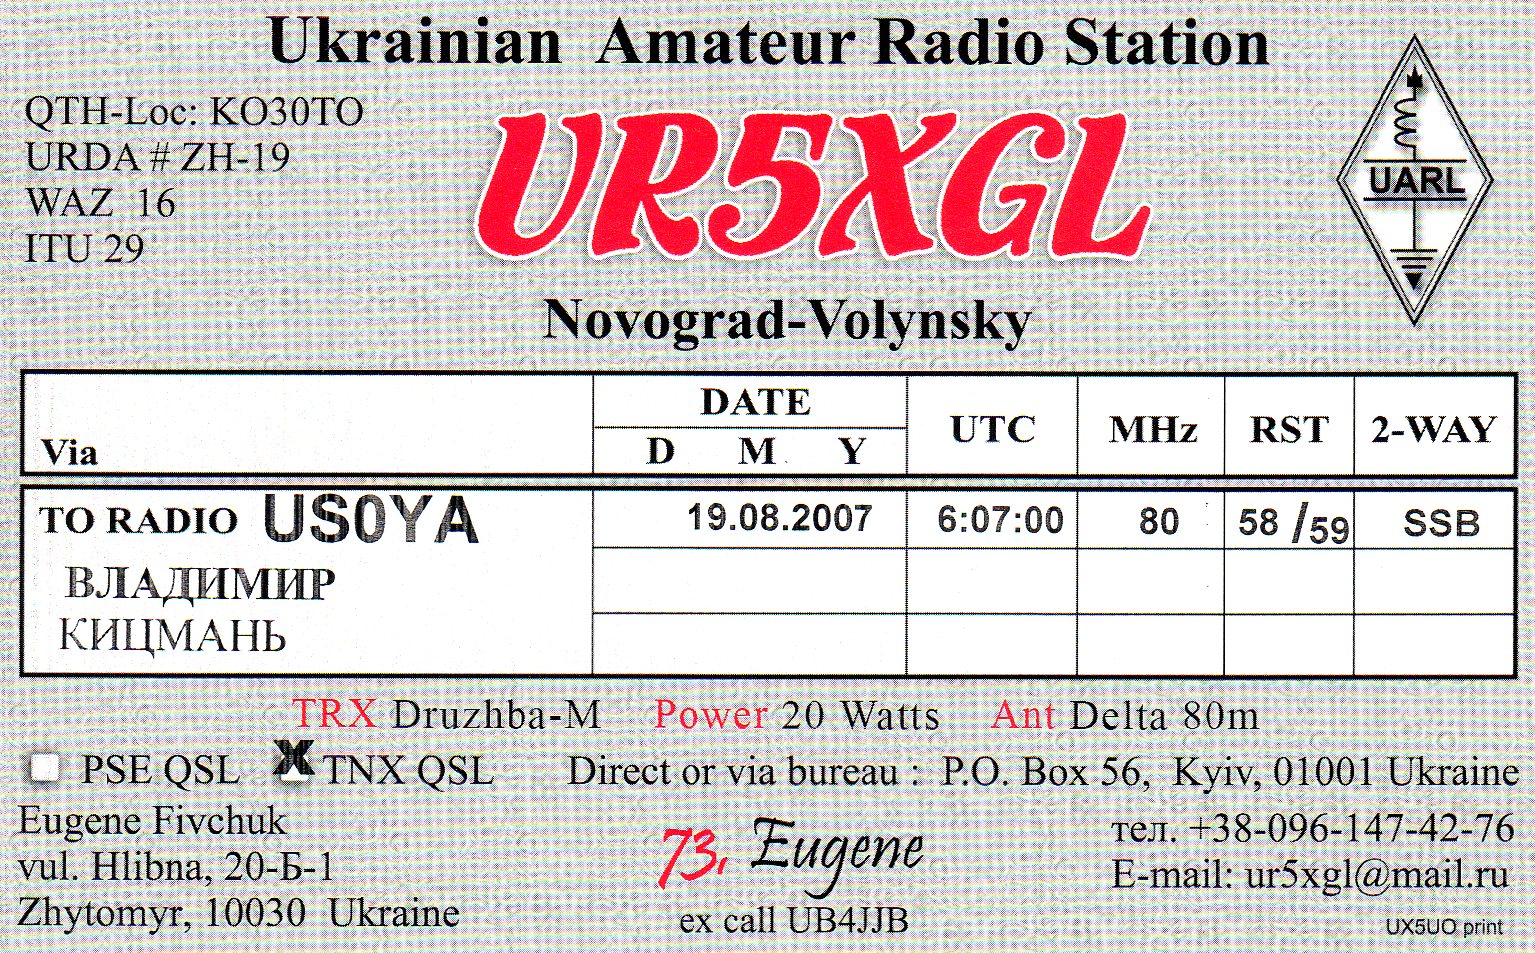 Ukrainian Amateur Radio Station
QTH-Loc: KO30TO
URDA # ZH-19
WAZ 16
ITU 29
UR5XGL
UARL
Novograd-Volynsky
Via
DATE
D M Y
UTC
MHz
RST
2-WAY
TO RADIO US0YA
19.08.2007 6:07:00 80 58 /59 SSB
ВЛАДИМИР
КИЦМАНЬ
TRX Druzhba-M Power 20 Watts Ant Delta 80m
PSE QSL X TNX QSL Direct or via bureau : P.O. Box 56, Kyiv, 01001 Ukraine
Eugene Fivchuk
vul. Hlibna, 20-Б-1
Zhytomyr, 10030 Ukraine
73, Eugene
ex call UB4JJB
тел. +38-096-147-42-76
E-mail: ur5xgl@mail.ru
UX5UO print